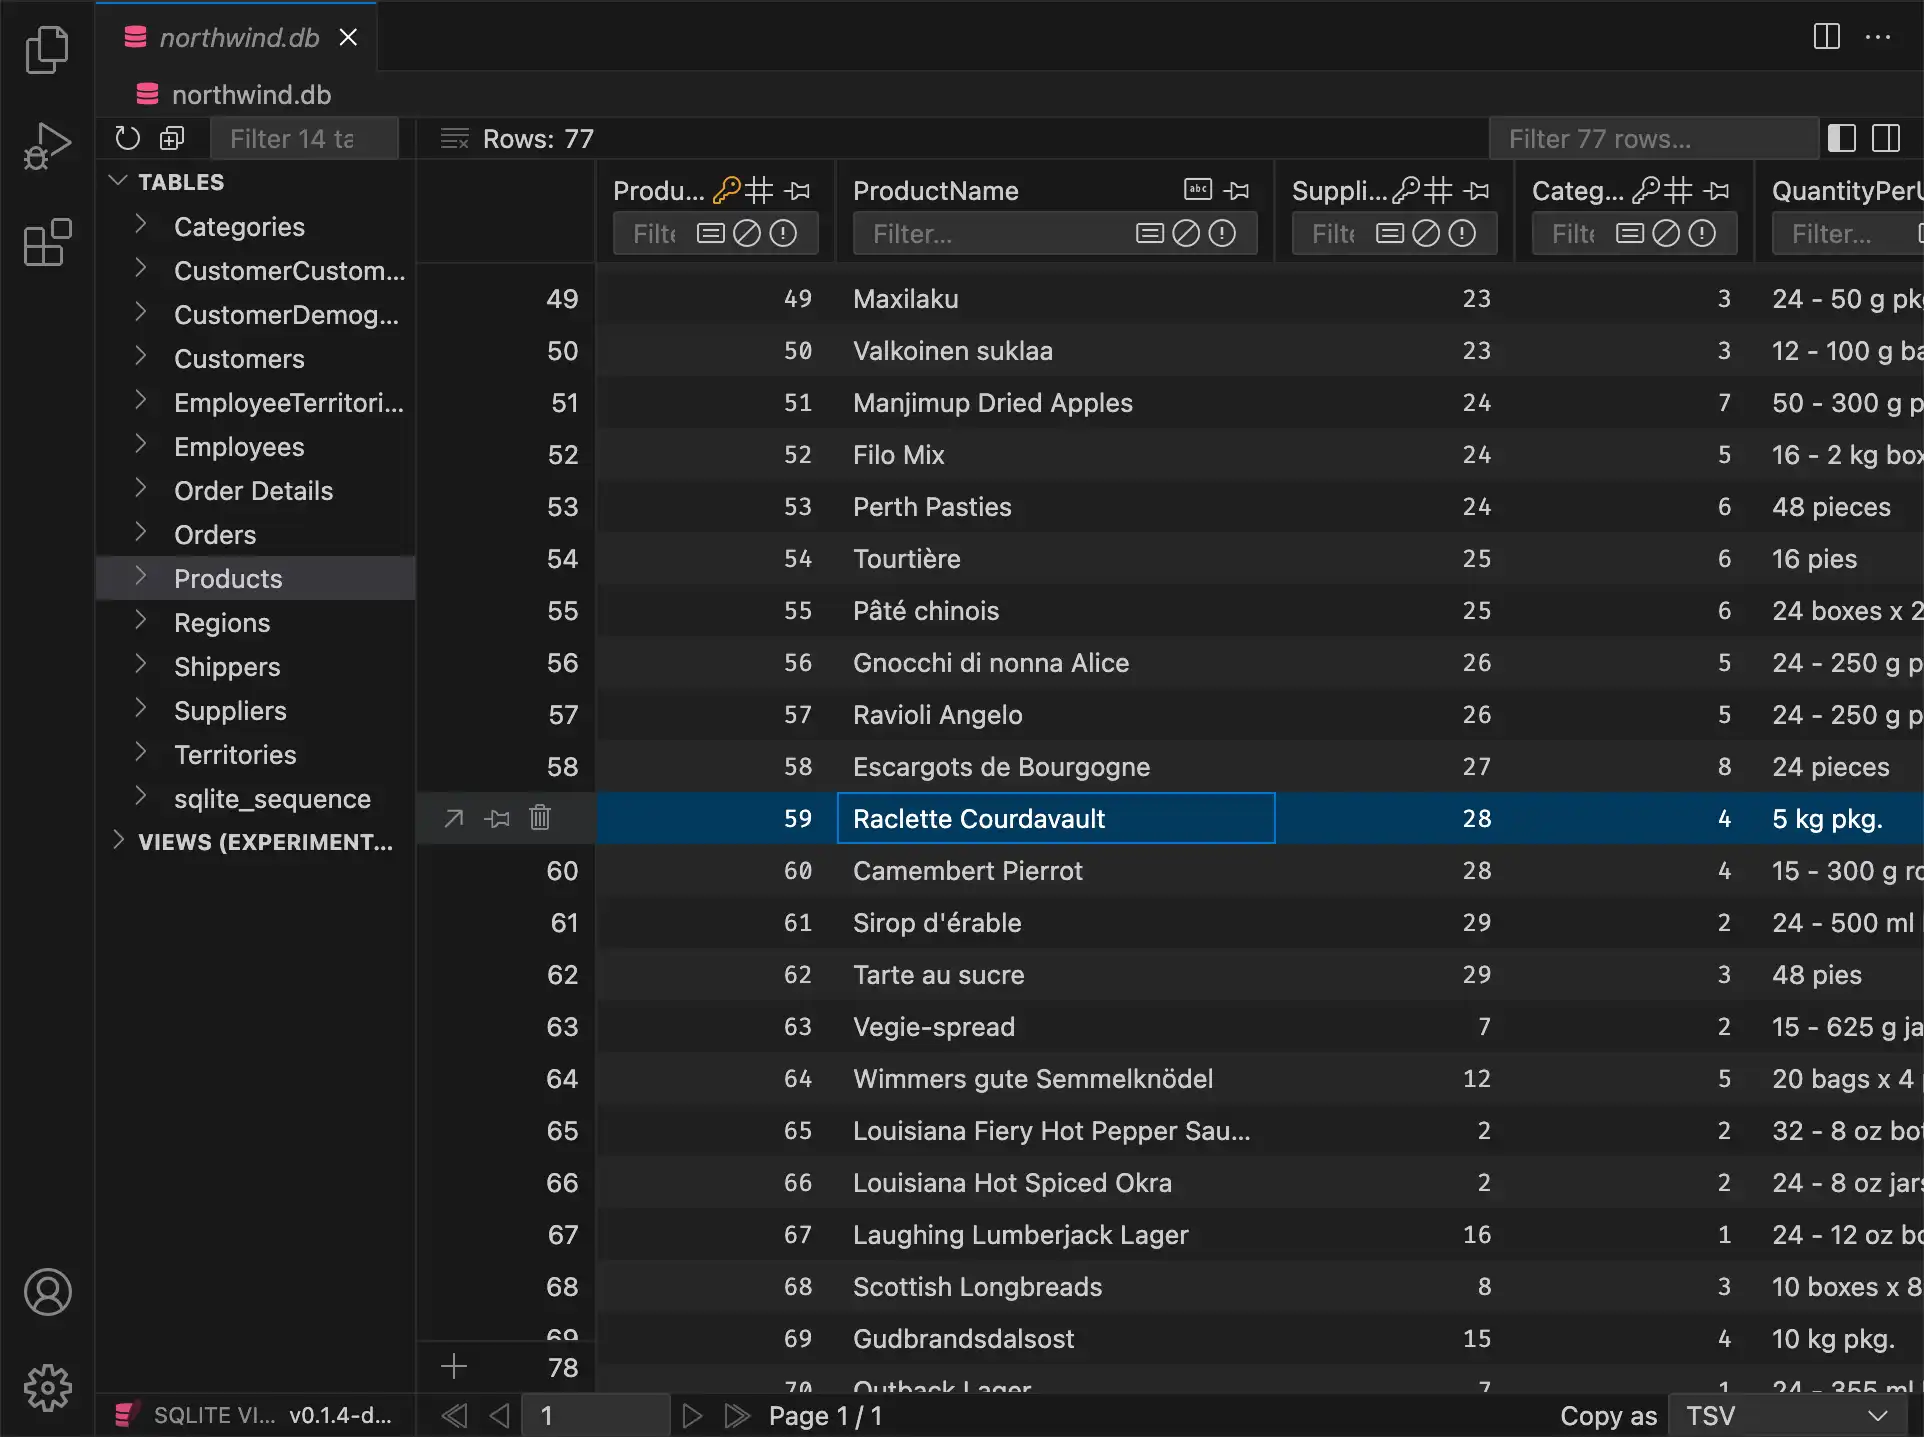 northwind.db
northwind.db
Filter 14 ta
Rows: 77
Filter 77 rows...
TABLES
Categories
CustomerCustom...
CustomerDemog...
Customers
EmployeeTerritori...
Employees
Order Details
Orders
Products
Regions
Shippers
Suppliers
Territories
sqlite_sequence
VIEWS (EXPERIMENT...
Produ... ProductName abc Suppli... Categ... QuantityPerU
Filte Filter... Filte Filte Filter...
49 49 Maxilaku 23 3 24 - 50 g pkg
50 50 Valkoinen suklaa 23 3 12 - 100 g ba
51 51 Manjimup Dried Apples 24 7 50 - 300 g p
52 52 Filo Mix 24 5 16 - 2 kg box
53 53 Perth Pasties 24 6 48 pieces
54 54 Tourtière 25 6 16 pies
55 55 Pâté chinois 25 6 24 boxes x 2
56 56 Gnocchi di nonna Alice 26 5 24 - 250 g p
57 57 Ravioli Angelo 26 5 24 - 250 g p
58 58 Escargots de Bourgogne 27 8 24 pieces
59 Raclette Courdavault 28 4 5 kg pkg.
60 60 Camembert Pierrot 28 4 15 - 300 g ro
61 61 Sirop d'érable 29 2 24 - 500 ml
62 62 Tarte au sucre 29 3 48 pies
63 63 Vegie-spread 7 2 15 - 625 g ja
64 64 Wimmers gute Semmelknödel 12 5 20 bags x 4
65 65 Louisiana Fiery Hot Pepper Sau... 2 2 32 - 8 oz bot
66 66 Louisiana Hot Spiced Okra 2 2 24 - 8 oz jars
67 67 Laughing Lumberjack Lager 16 1 24 - 12 oz bo
68 68 Scottish Longbreads 8 3 10 boxes x 8
69 69 Gudbrandsdalsost 15 4 10 kg pkg.
78 70 Outback Lager 7 1 24 - 355 ml
SQLITE VI... v0.1.4-d...
1
Page 1 / 1
Copy as
TSV